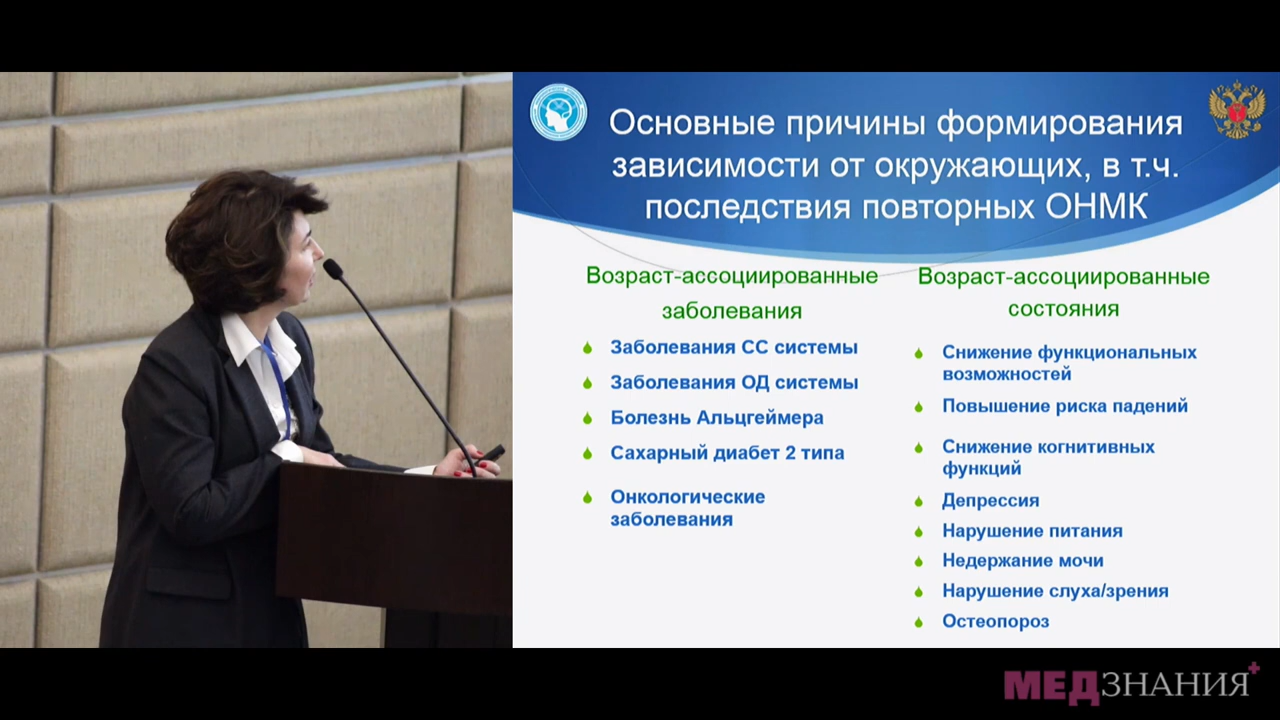 Основные причины формирования
зависимости от окружающих, в т.ч.
последствия повторных ОНМК
Возраст-ассоциированные
заболевания
Заболевания СС системы
Заболевания ОД системы
Болезнь Альцгеймера
Сахарный диабет 2 типа
Онкологические
заболевания
Возраст-ассоциированные
состояния
Снижение функциональных
возможностей
Повышение риска падений
Снижение когнитивных
функций
Депрессия
Нарушение питания
Недержание мочи
Нарушение слуха/зрения
Остеопороз
МЕДЗНАНИЯ+